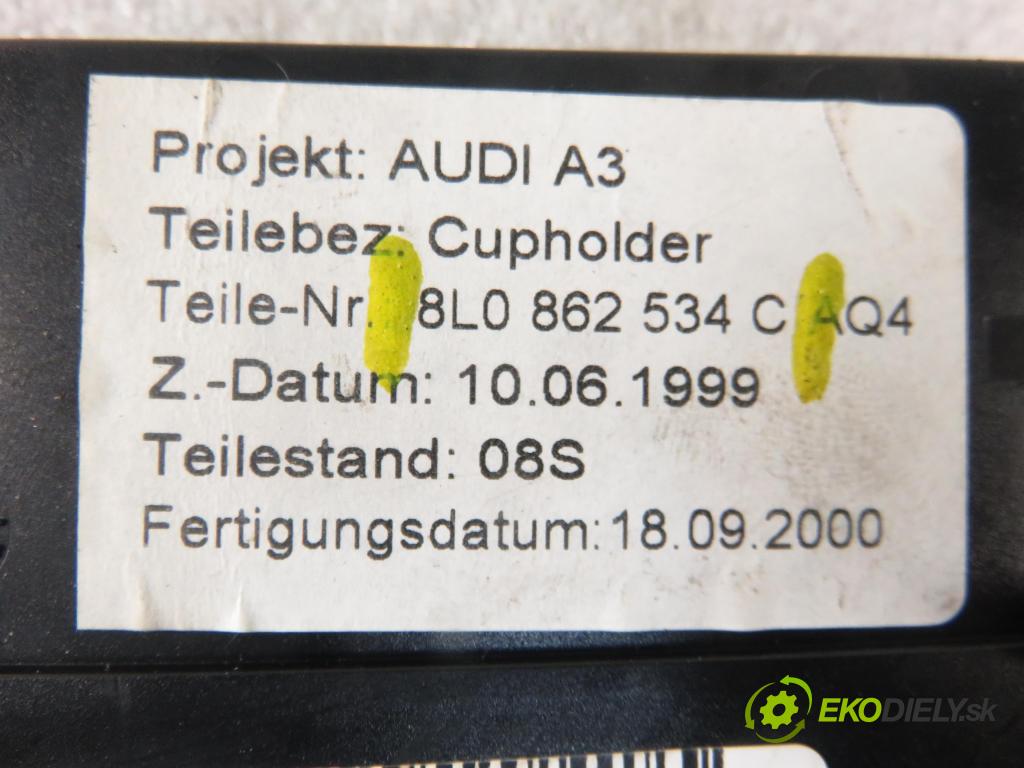 Projekt: AUDI A3
Teilebez: Cupholder
Teile-Nr.: 8L0 862 534 C AQ4
Z.-Datum: 10.06.1999
Teilestand: 08S
Fertigungsdatum:18.09.2000
EKODIELY.sk